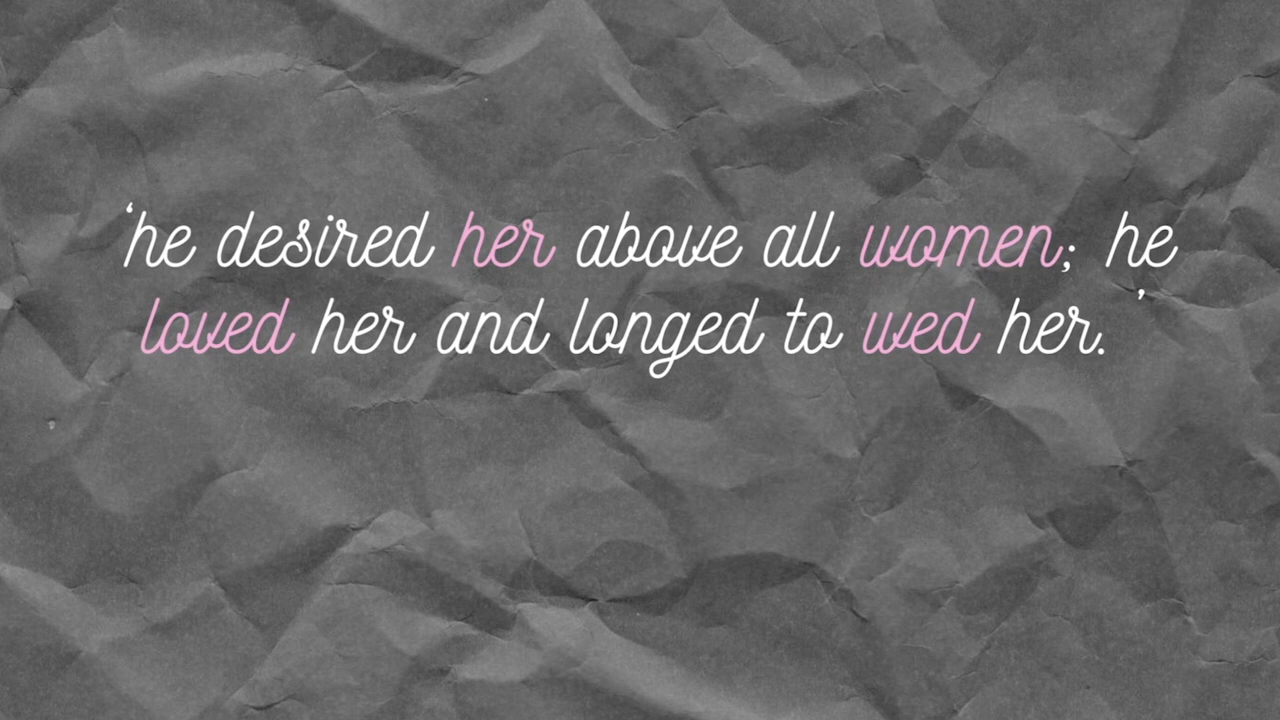 ‘he desired her above all women; he
loved her and longed to wed her.’